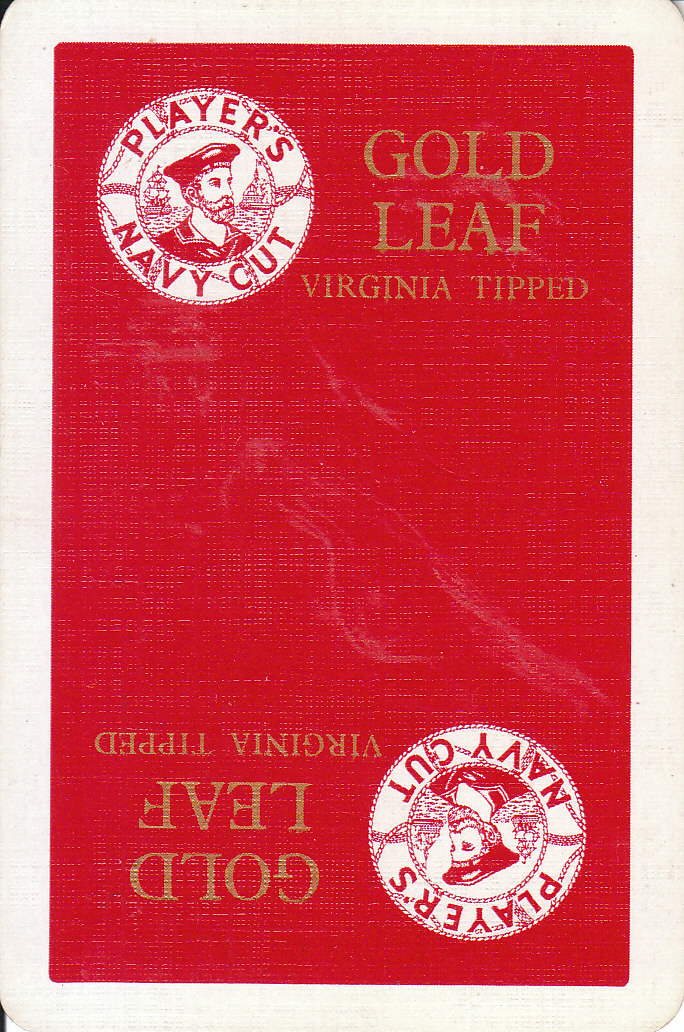 PLAYER'S
NAVY CUT
GOLD
LEAF
VIRGINIA TIPPED
PLAYER'S
NAVY CUT
GOLD
LEAF
VIRGINIA TIPPED